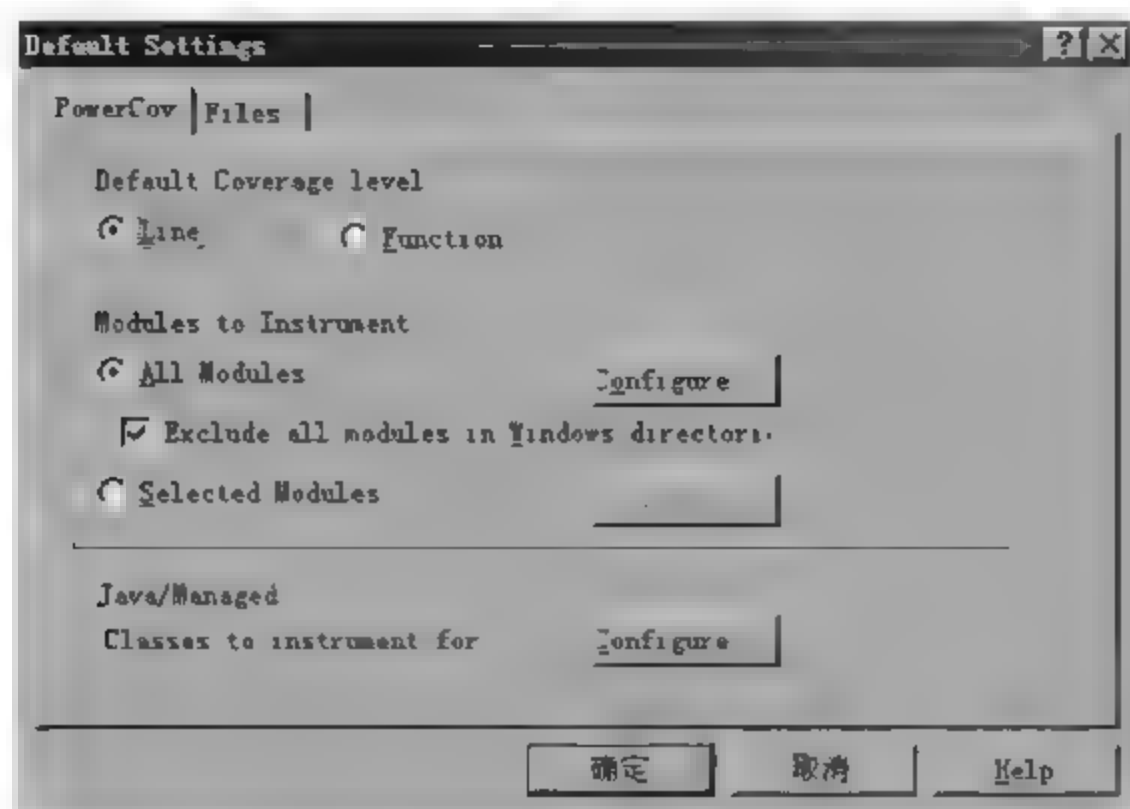 Default Settings
PowerCov Files
Default Coverage level
Line Function
Modules to Instrument
All Modules Configure
Exclude all modules in Windows director
Selected Modules
Java/Managed
Classes to instrument for Configure
确定 取消 Help